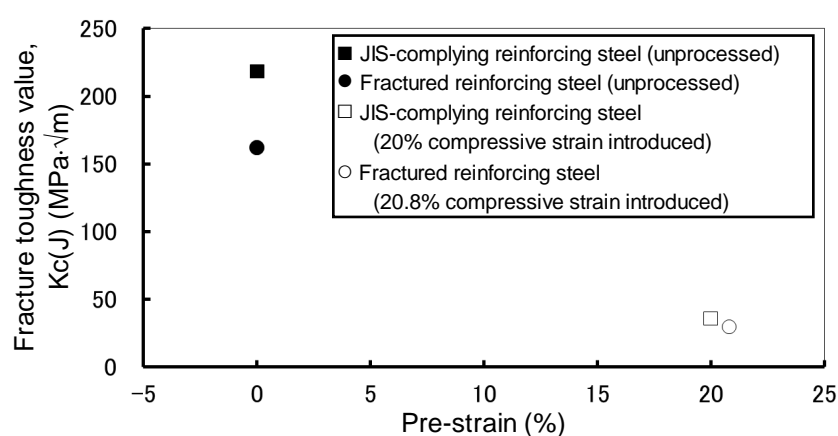 250
200
150
100
50
0
-5
0
5
10
15
20
25
Fracture toughness value,
Kc(J) (MPa·√m)
Pre-strain (%)
■ JIS-complying reinforcing steel (unprocessed)
● Fractured reinforcing steel (unprocessed)
□ JIS-complying reinforcing steel
(20% compressive strain introduced)
○ Fractured reinforcing steel
(20.8% compressive strain introduced)